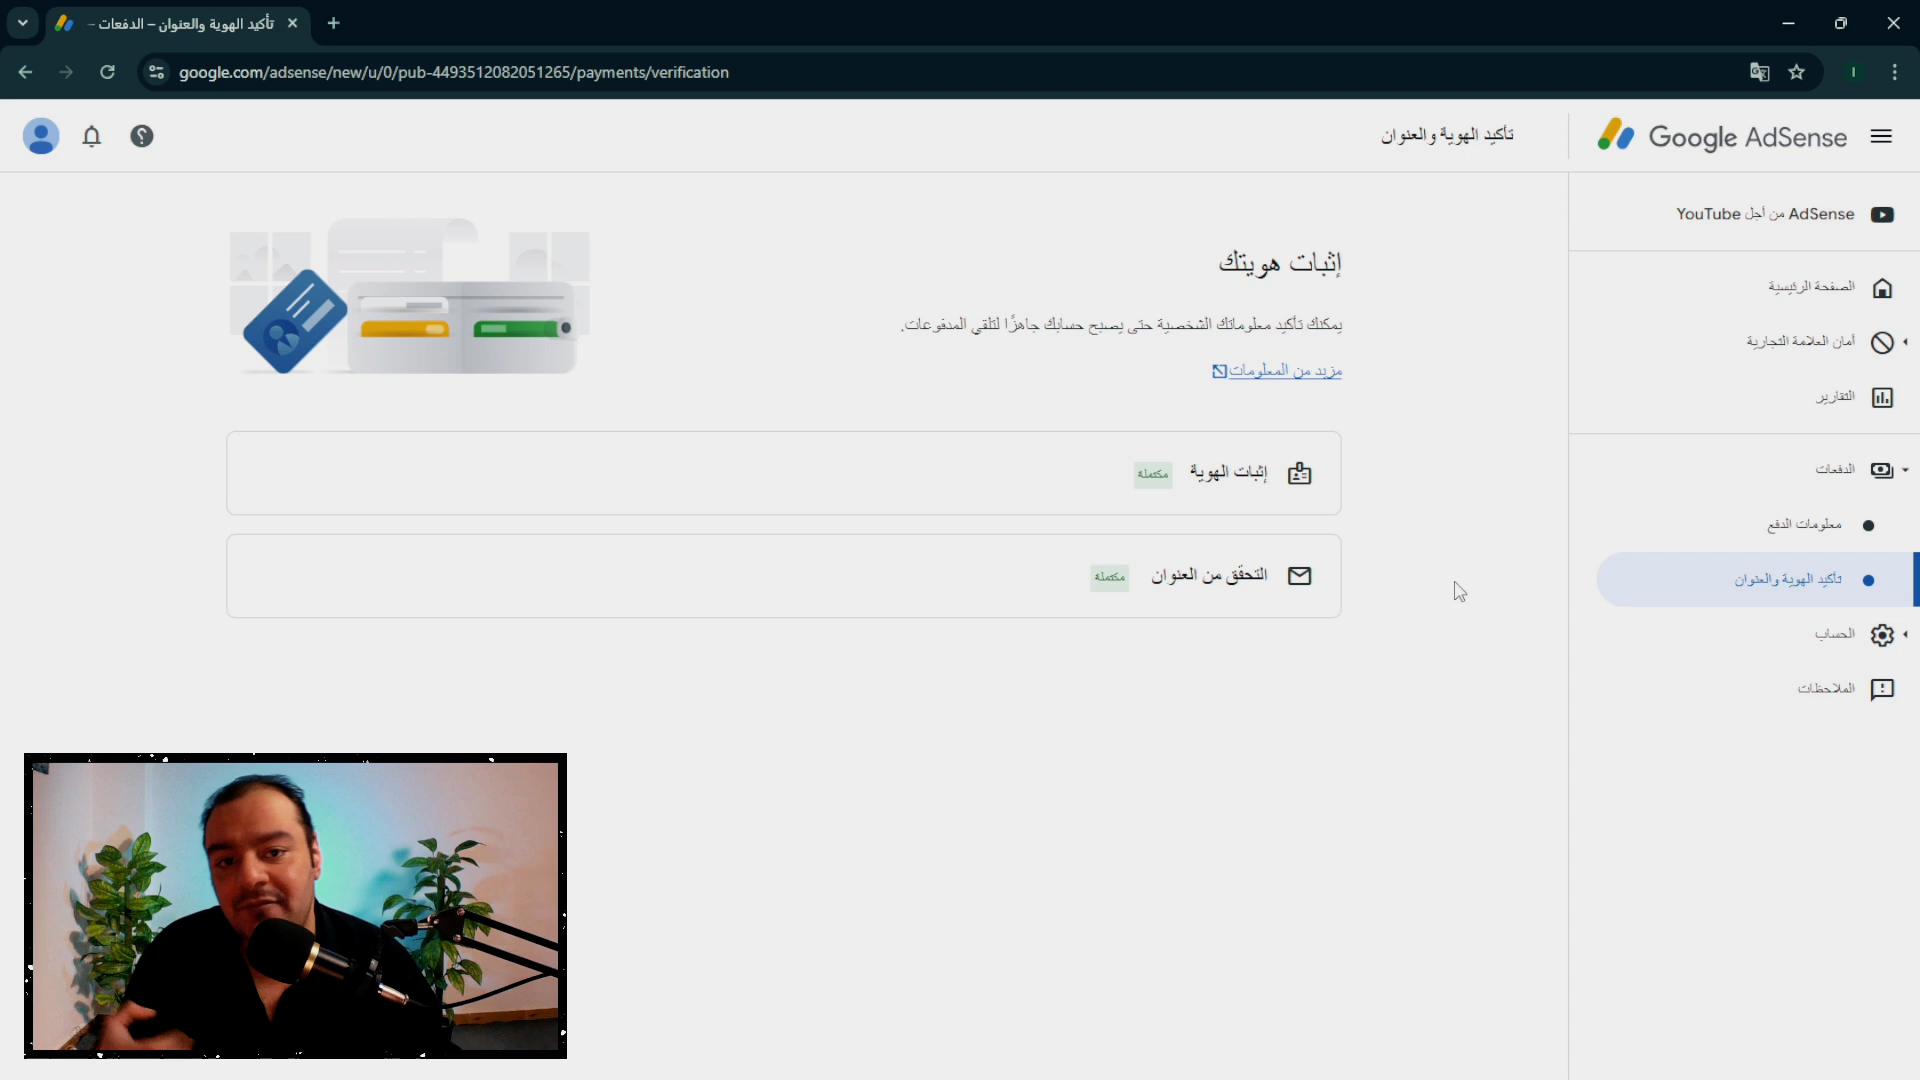 تأكيد الهوية والعنوان – الدفعات –
google.com/adsense/new/u/0/pub-4493512082051265/payments/verification
I
Google AdSense
تأكيد الهوية والعنوان
AdSense من أجل YouTube
الصفحة الرئيسية
أمان العلامة التجارية
التقارير
الدفعات
معلومات الدفع
تأكيد الهوية والعنوان
الحساب
الملاحظات
إثبات هويتك
يمكنك تأكيد معلوماتك الشخصية حتى يصبح حسابك جاهزًا لتلقي المدفوعات.
مزيد من المعلومات
إثبات الهوية مكتملة
التحقّق من العنوان مكتملة